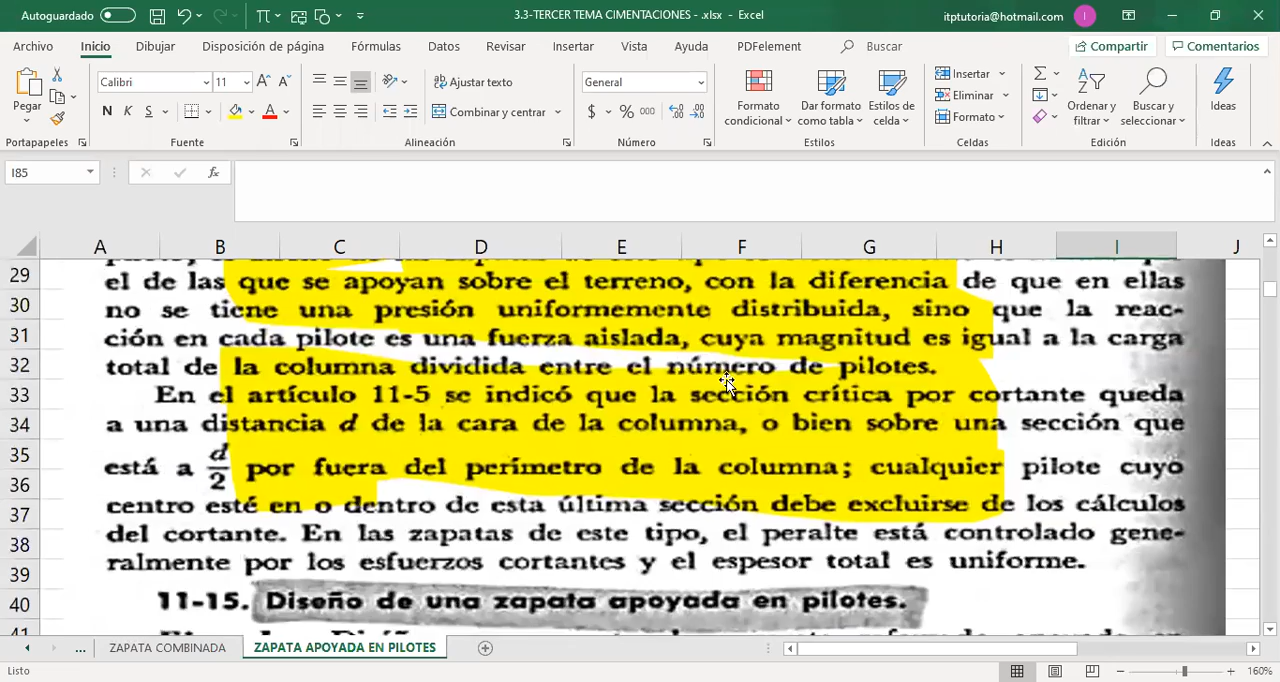 Autoguardado
3.3-TERCER TEMA CIMENTACIONES - .xlsx - Excel
itptutoria@hotmail.com
Archivo Inicio Dibujar Disposición de página Fórmulas Datos Revisar Insertar Vista Ayuda PDFelement Buscar Compartir Comentarios
Pegar
Portapapeles
Calibri 11
N K S
Fuente
Ajustar texto
Combinar y centrar
Alineación
General
$ % 000
Número
Formato condicional
Dar formato como tabla
Estilos de celda
Estilos
Insertar
Eliminar
Formato
Celdas
Ordenar y filtrar
Buscar y seleccionar
Edición
Ideas
Ideas
I85
fx
A B C D E F G H I J
29 el de las que se apoyan sobre el terreno, con la diferencia de que en ellas
30 no se tiene una presión uniformemente distribuida, sino que la reac-
31 ción en cada pilote es una fuerza aislada, cuya magnitud es igual a la carga
32 total de la columna dividida entre el número de pilotes.
33 En el artículo 11-5 se indicó que la sección crítica por cortante queda
34 a una distancia d de la cara de la columna, o bien sobre una sección que
35
36 está a d/2 por fuera del perímetro de la columna; cualquier pilote cuyo
37 centro esté en o dentro de esta última sección debe excluirse de los cálculos
38 del cortante. En las zapatas de este tipo, el peralte está controlado gene-
39 ralmente por los esfuerzos cortantes y el espesor total es uniforme.
40 11-15. Diseño de una zapata apoyada en pilotes.
41
... ZAPATA COMBINADA ZAPATA APOYADA EN PILOTES
Listo
160%